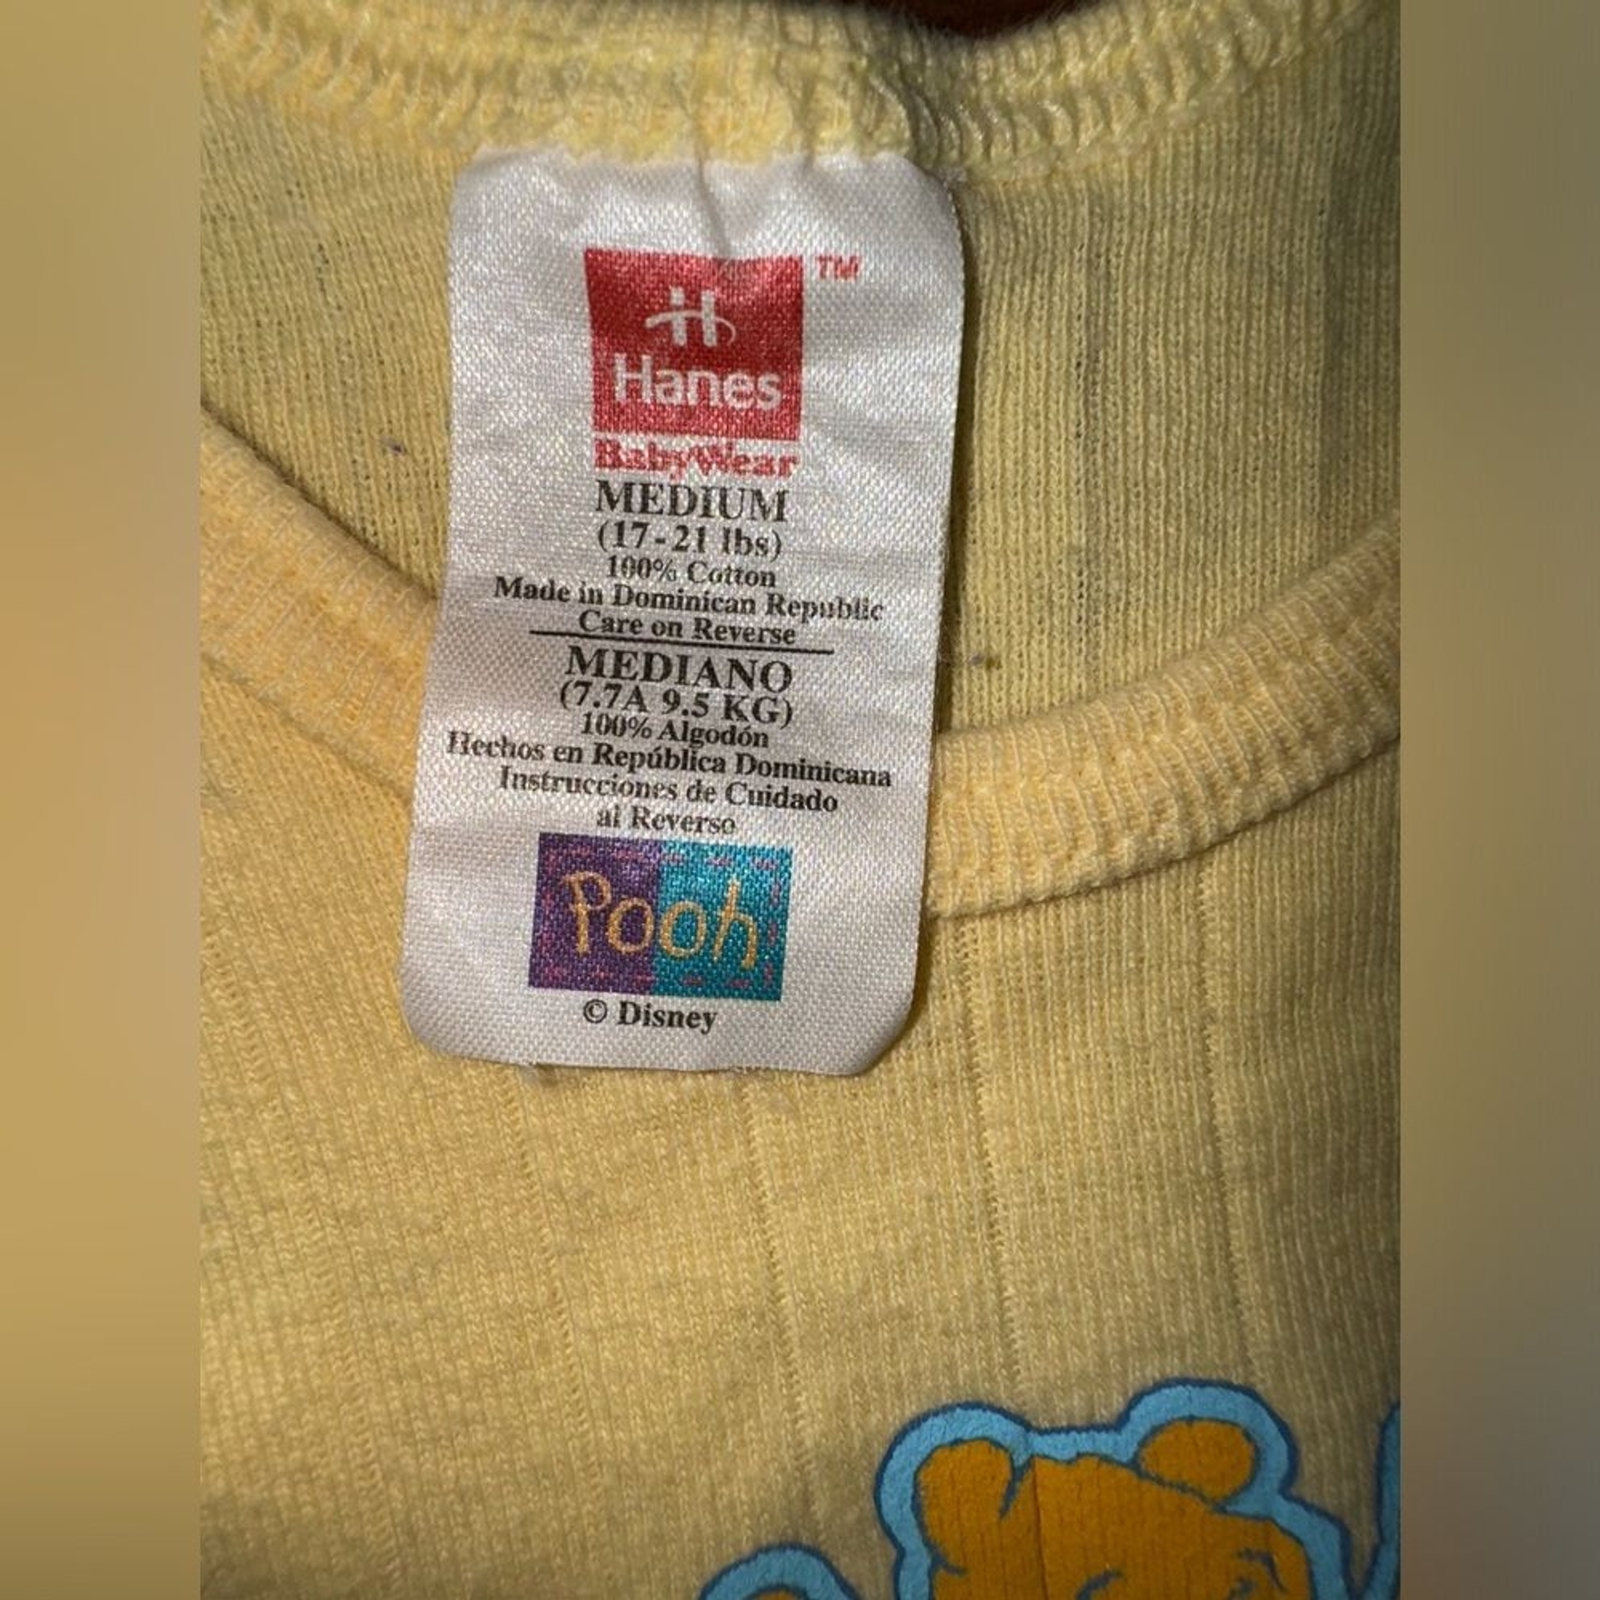 H TM
Hanes
BabyWear
MEDIUM
(17-21 lbs)
100% Cotton
Made in Dominican Republic
Care on Reverse
MEDIANO
(7.7A 9.5 KG)
100% Algodón
Hechos en República Dominicana
Instrucciones de Cuidado
al Reverso
Pooh
© Disney